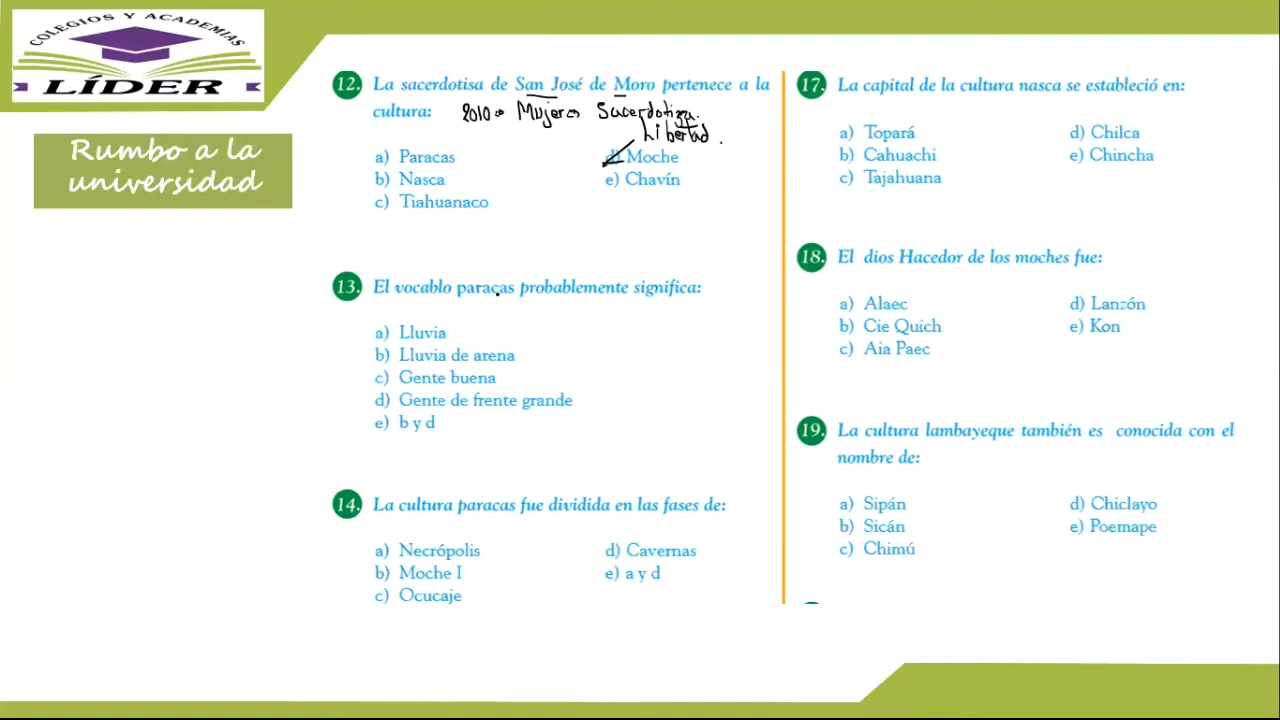 COLEGIOS Y ACADEMIAS
LÍDER
Rumbo a la
universidad
12. La sacerdotisa de San José de Moro pertenece a la
cultura: 2010 Mujer Sacerdotiza.
Libertad.
a) Paracas
b) Nasca
c) Tiahuanaco
d) Moche
e) Chavín
13. El vocablo paracas probablemente significa:
a) Lluvia
b) Lluvia de arena
c) Gente buena
d) Gente de frente grande
e) b y d
14. La cultura paracas fue dividida en las fases de:
a) Necrópolis
b) Moche I
c) Ocucaje
d) Cavernas
e) a y d
17. La capital de la cultura nasca se estableció en:
a) Topará
b) Cahuachi
c) Tajahuana
d) Chilca
e) Chincha
18. El dios Hacedor de los moches fue:
a) Alaec
b) Cie Quich
c) Aia Paec
d) Lanzón
e) Kon
19. La cultura lambayeque también es conocida con el
nombre de:
a) Sipán
b) Sicán
c) Chimú
d) Chiclayo
e) Poemape